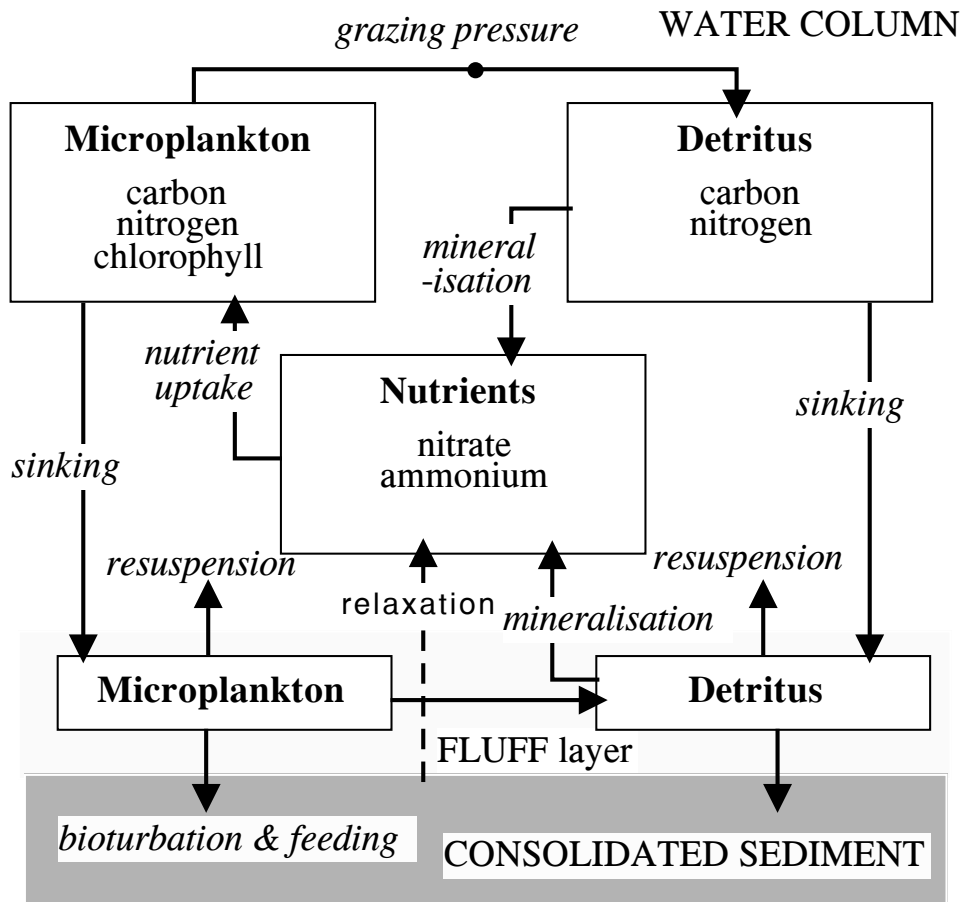 grazing pressure
WATER COLUMN
Microplankton
carbon
nitrogen
chlorophyll
Detritus
carbon
nitrogen
mineral
-isation
nutrient
uptake
Nutrients
nitrate
ammonium
sinking
sinking
resuspension
relaxation
mineralisation
resuspension
Microplankton
Detritus
FLUFF layer
bioturbation & feeding
CONSOLIDATED SEDIMENT